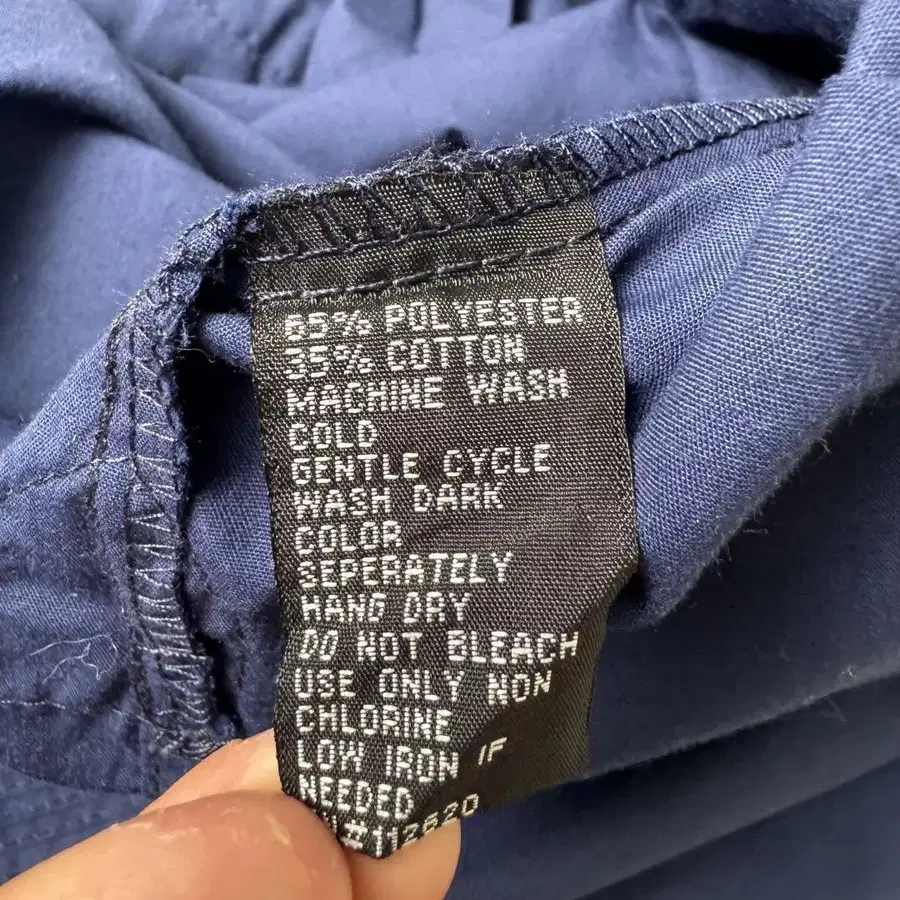 65% POLYESTER
35% COTTON
MACHINE WASH
COLD
GENTLE CYCLE
WASH DARK
COLOR
SEPERATELY
HANG DRY
DO NOT BLEACH
USE ONLY NON
CHLORINE
LOW IRON IF
NEEDED
#112620